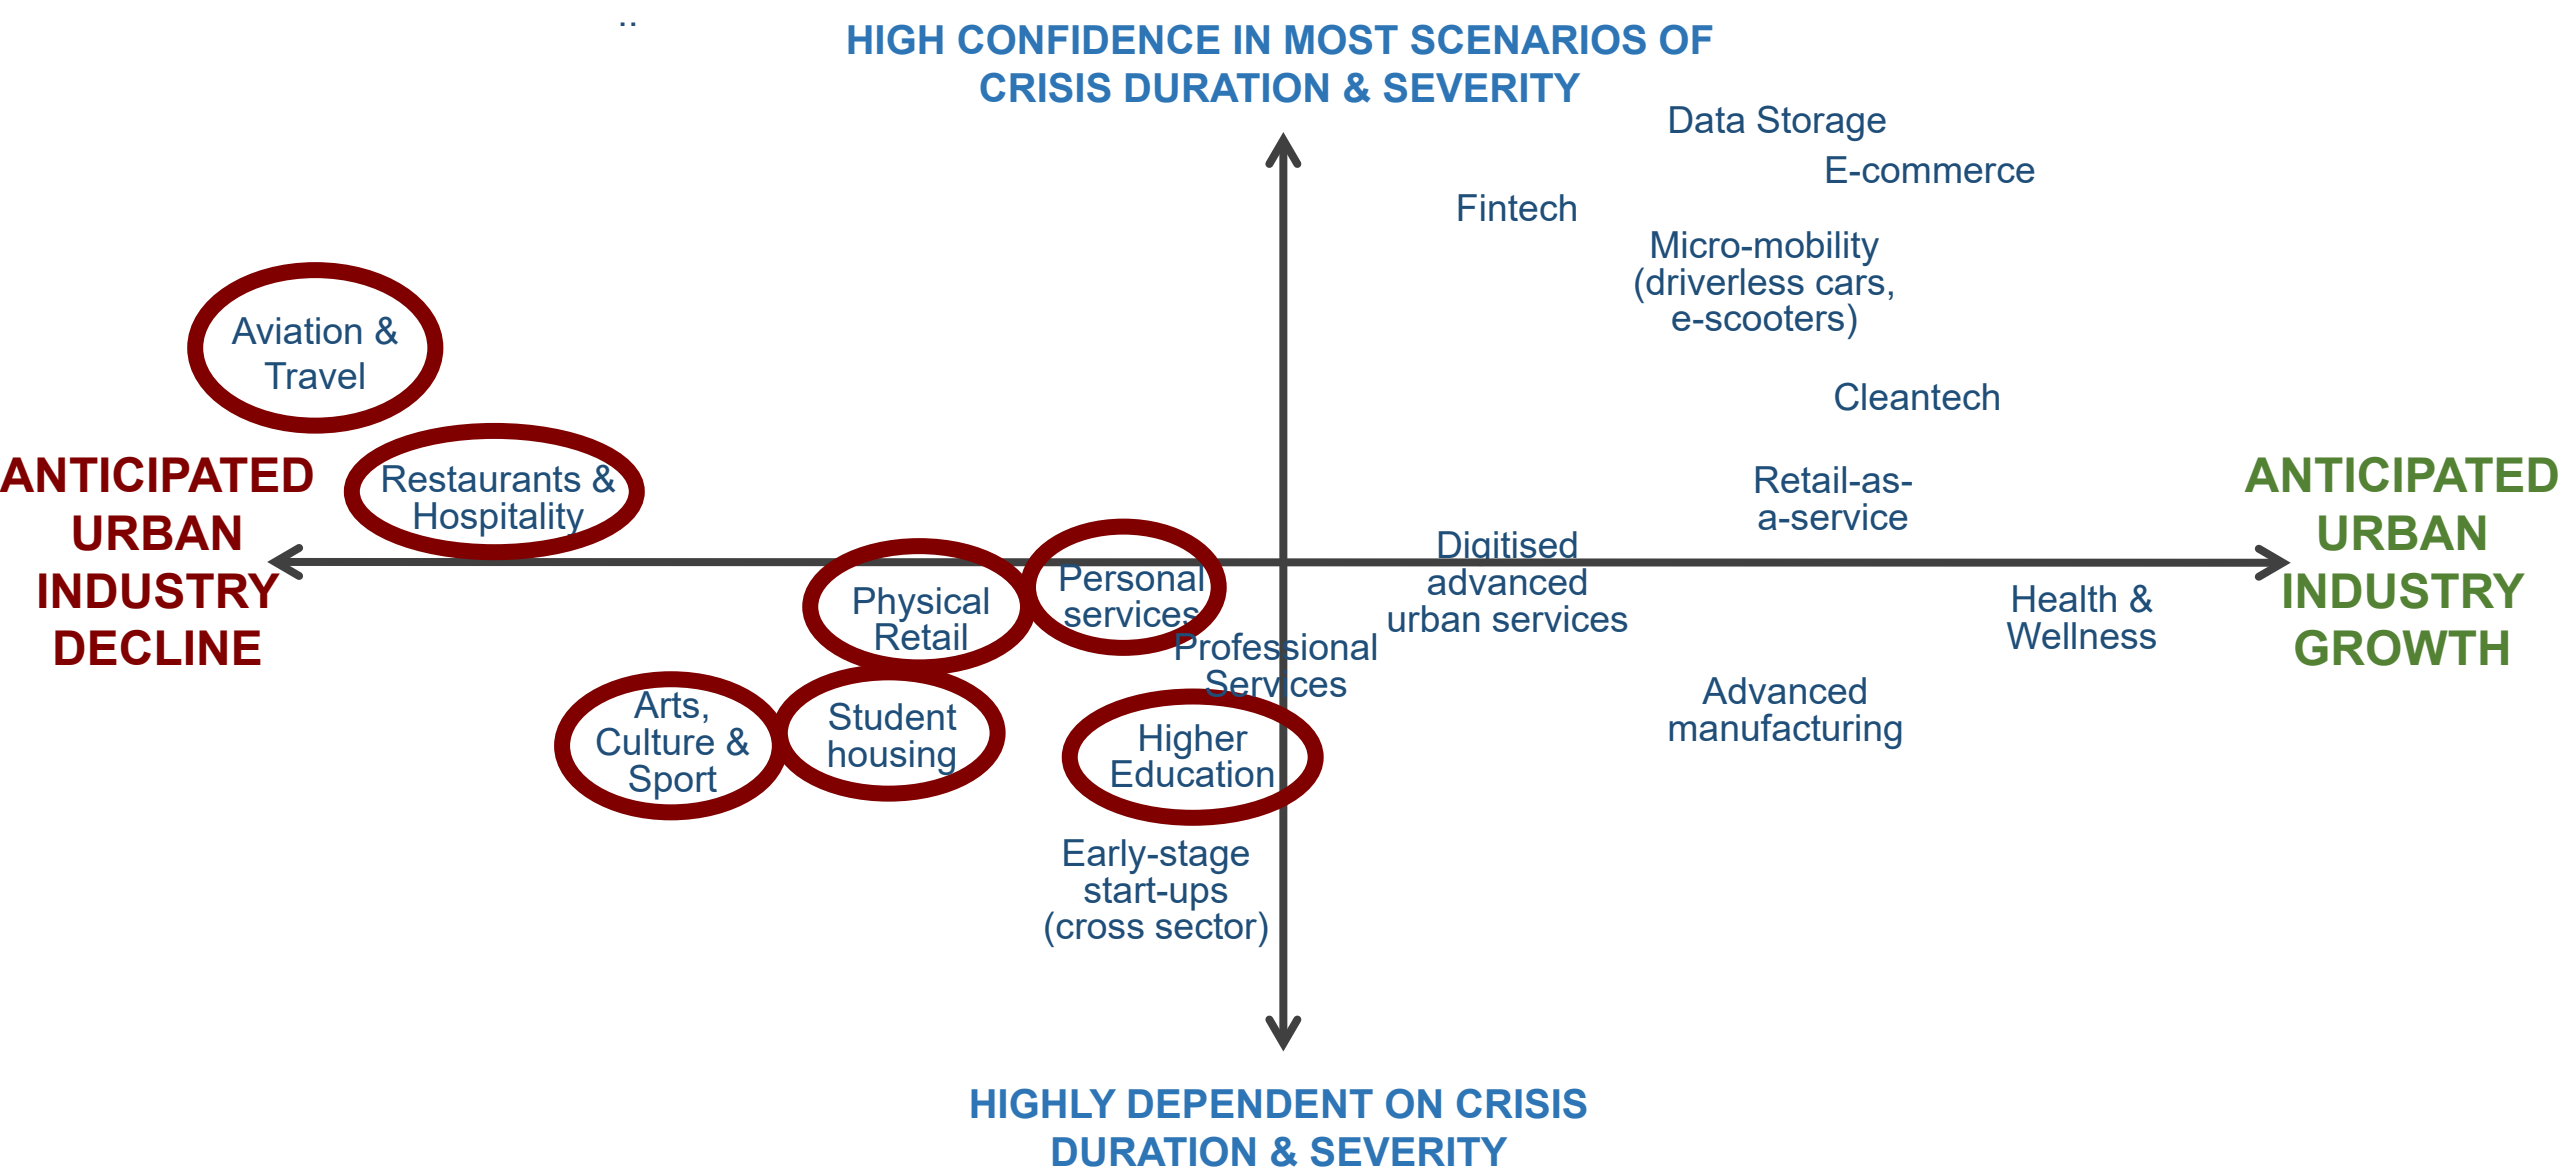 ..
HIGH CONFIDENCE IN MOST SCENARIOS OF
CRISIS DURATION & SEVERITY
Data Storage
E-commerce
Fintech
Micro-mobility
(driverless cars,
e-scooters)
Aviation &
Travel
Cleantech
ANTICIPATED
URBAN
INDUSTRY
DECLINE
Restaurants &
Hospitality
Retail-as-
a-service
ANTICIPATED
URBAN
INDUSTRY
GROWTH
Digitised
advanced
urban services
Personal
services
Physical
Retail
Health &
Wellness
Professional
Services
Arts,
Culture &
Sport
Student
housing
Higher
Education
Advanced
manufacturing
Early-stage
start-ups
(cross sector)
HIGHLY DEPENDENT ON CRISIS
DURATION & SEVERITY